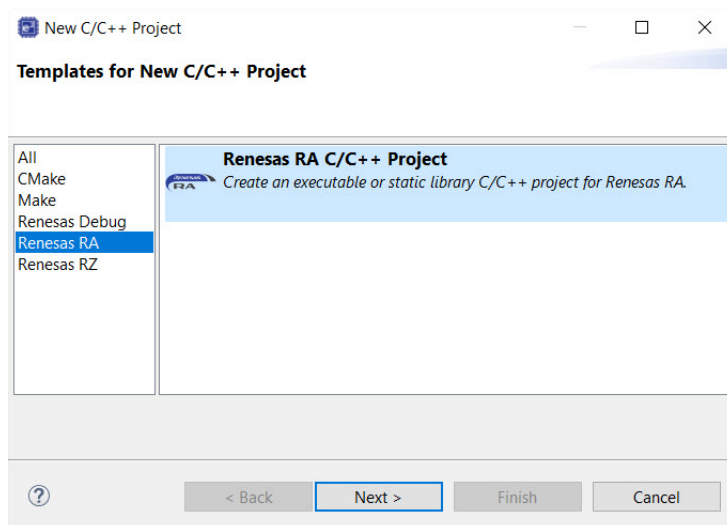 New C/C++ Project
Templates for New C/C++ Project
All
CMake
Make
Renesas Debug
Renesas RA
Renesas RZ
Renesas RA C/C++ Project
RENESAS
RA
Create an executable or static library C/C++ project for Renesas RA.
?
< Back
Next >
Finish
Cancel